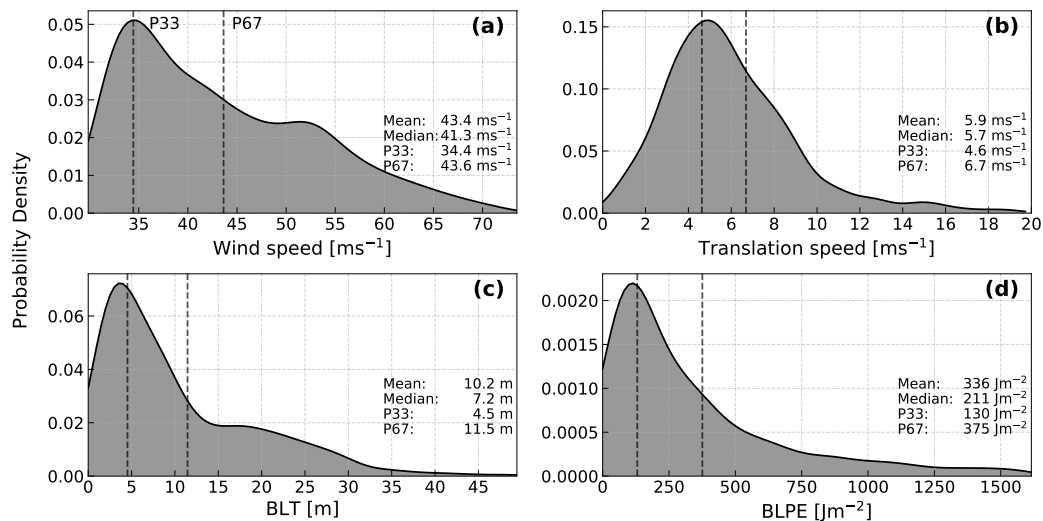 P33 P67 (a)
0.05
0.04
0.03
0.02
0.01
0.00
Mean: 43.4 ms⁻¹
Median: 41.3 ms⁻¹
P33: 34.4 ms⁻¹
P67: 43.6 ms⁻¹
35 40 45 50 55 60 65 70
Wind speed [ms⁻¹]
(b)
0.15
0.10
0.05
0.00
Mean: 5.9 ms⁻¹
Median: 5.7 ms⁻¹
P33: 4.6 ms⁻¹
P67: 6.7 ms⁻¹
0 2 4 6 8 10 12 14 16 18 20
Translation speed [ms⁻¹]
Probability Density
(c)
0.06
0.04
0.02
0.00
Mean: 10.2 m
Median: 7.2 m
P33: 4.5 m
P67: 11.5 m
0 5 10 15 20 25 30 35 40 45
BLT [m]
(d)
0.0020
0.0015
0.0010
0.0005
0.0000
Mean: 336 Jm⁻²
Median: 211 Jm⁻²
P33: 130 Jm⁻²
P67: 375 Jm⁻²
0 250 500 750 1000 1250 1500
BLPE [Jm⁻²]